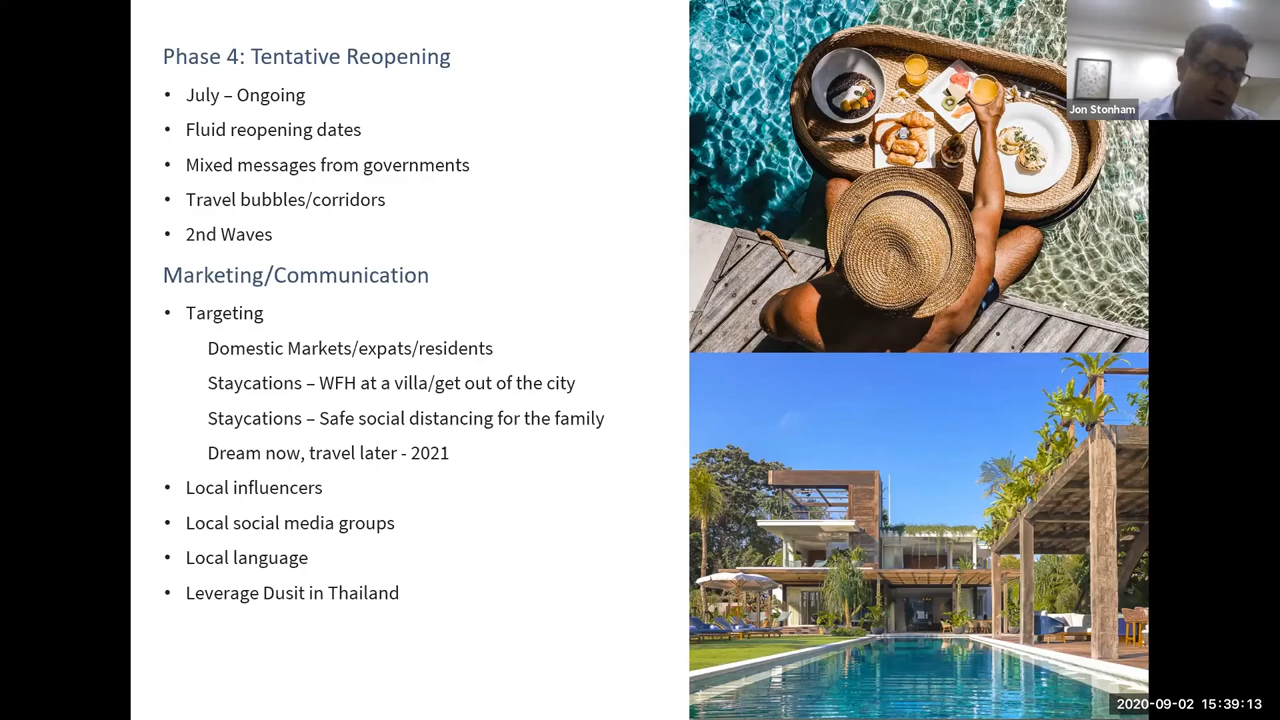 Phase 4: Tentative Reopening
• July – Ongoing
• Fluid reopening dates
• Mixed messages from governments
• Travel bubbles/corridors
• 2nd Waves
Marketing/Communication
• Targeting
Domestic Markets/expats/residents
Staycations – WFH at a villa/get out of the city
Staycations – Safe social distancing for the family
Dream now, travel later - 2021
• Local influencers
• Local social media groups
• Local language
• Leverage Dusit in Thailand
Jon Stonham
2020-09-02 15:39:13